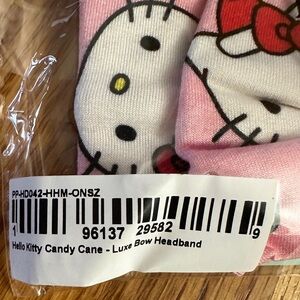 PP-HD042-HHM-ONSZ
1 96137 29582 9
Hello Kitty Candy Cane - Luxe Bow Headband